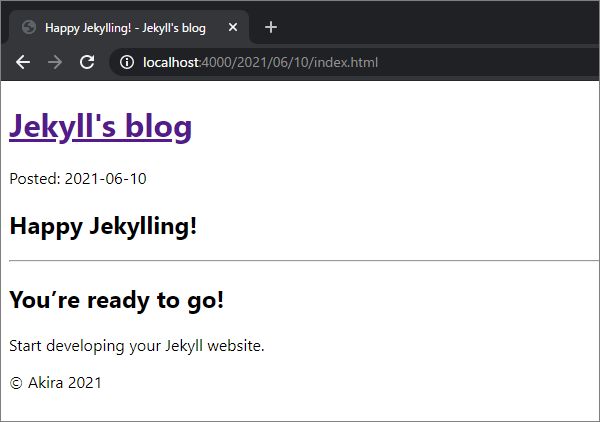 Happy Jekylling! - Jekyll's blog
localhost:4000/2021/06/10/index.html
Jekyll's blog
Posted: 2021-06-10
Happy Jekylling!
You’re ready to go!
Start developing your Jekyll website.
© Akira 2021